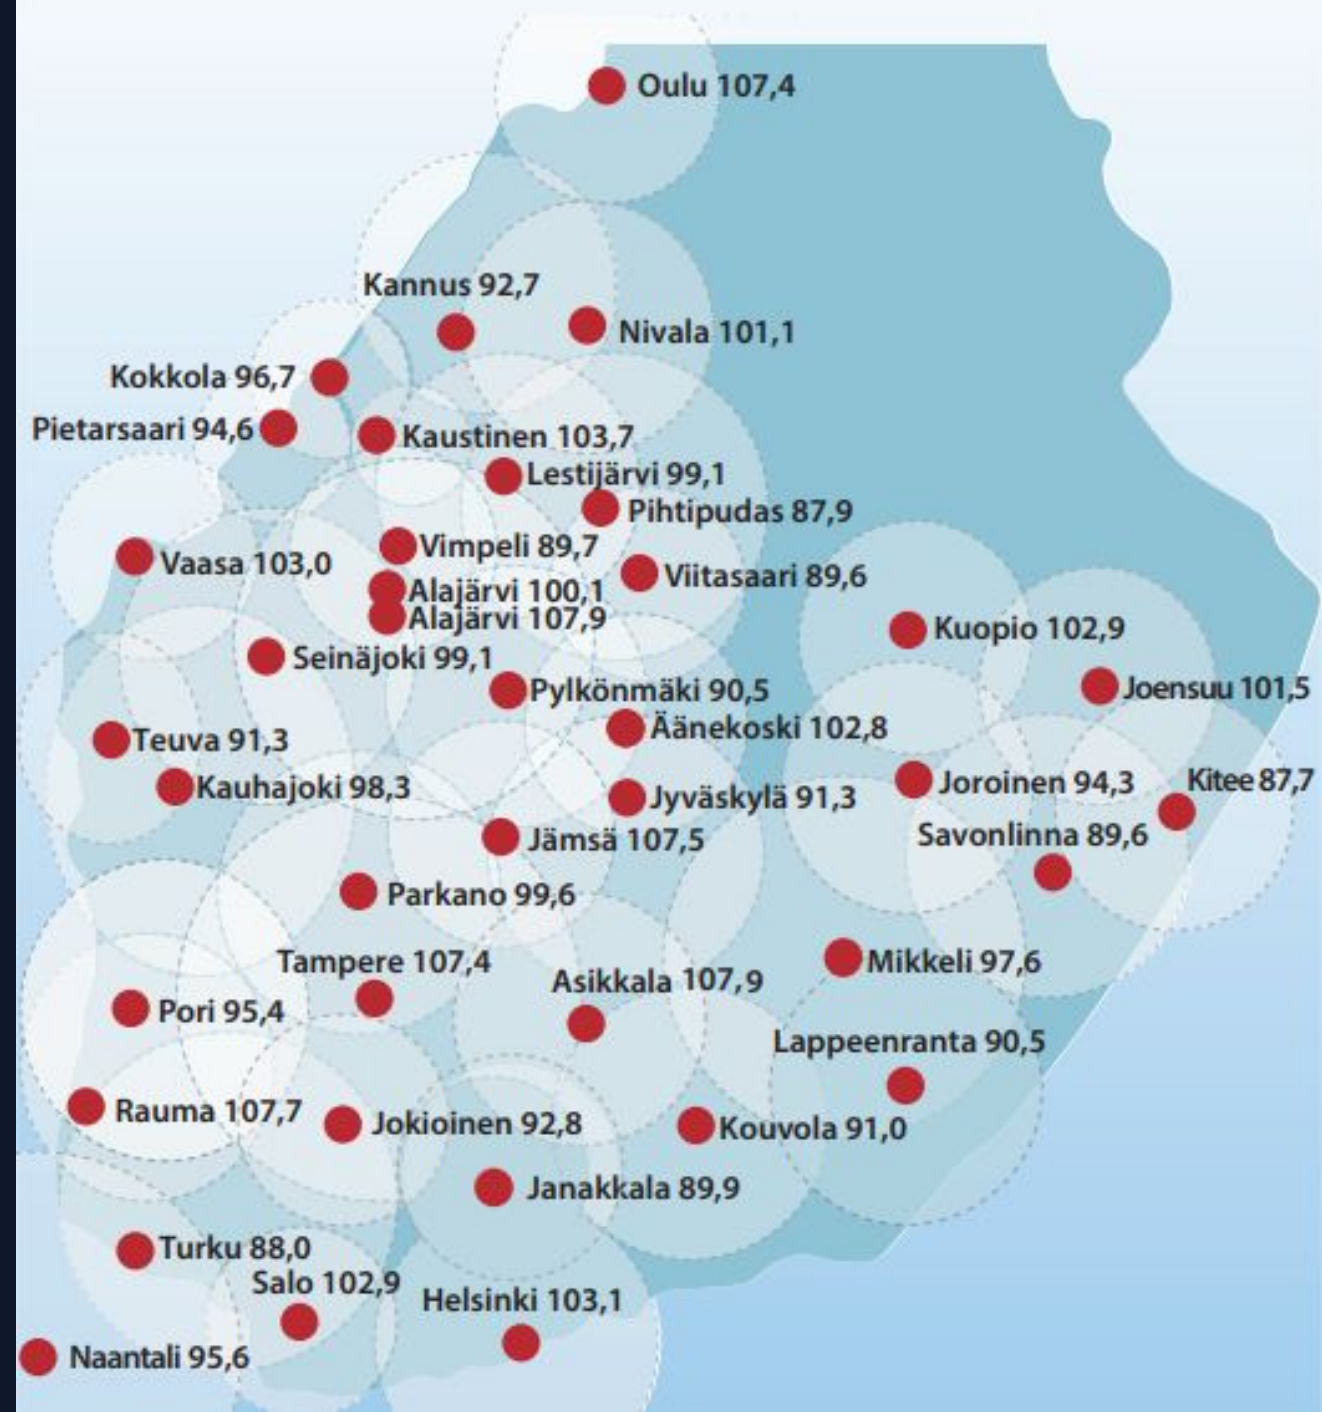 Oulu 107,4
Kannus 92,7
Nivala 101,1
Kokkola 96,7
Pietarsaari 94,6
Kaustinen 103,7
Lestijärvi 99,1
Pihtipudas 87,9
Vimpeli 89,7
Vaasa 103,0
Viitasaari 89,6
Alajärvi 100,1
Alajärvi 107,9
Kuopio 102,9
Seinäjoki 99,1
Joensuu 101,5
Pylkönmäki 90,5
Äänekoski 102,8
Teuva 91,3
Kauhajoki 98,3
Jyväskylä 91,3
Joroinen 94,3
Kitee 87,7
Savonlinna 89,6
Jämsä 107,5
Parkano 99,6
Tampere 107,4
Mikkeli 97,6
Asikkala 107,9
Pori 95,4
Lappeenranta 90,5
Rauma 107,7
Jokioinen 92,8
Kouvola 91,0
Janakkala 89,9
Turku 88,0
Salo 102,9
Helsinki 103,1
Naantali 95,6